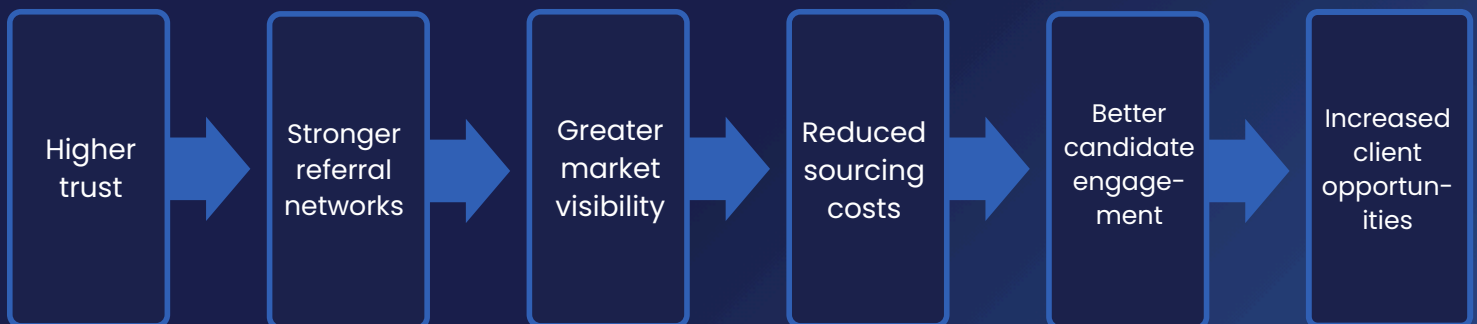 Higher
trust
Stronger
referral
networks
Greater
market
visibility
Reduced
sourcing
costs
Better
candidate
engage-
ment
Increased
client
opportun-
ities